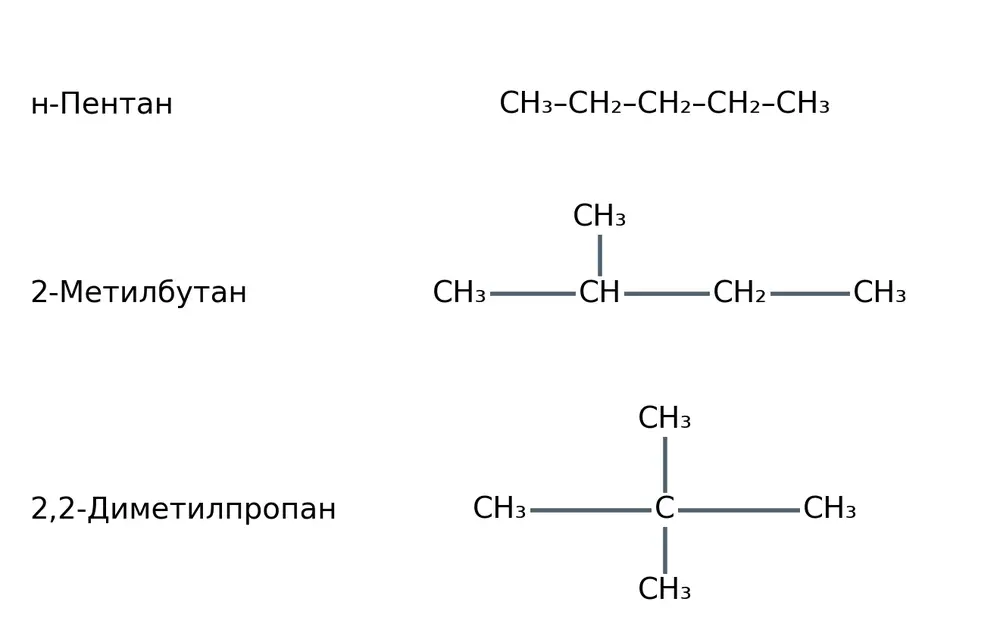 н-Пентан CH₃–CH₂–CH₂–CH₂–CH₃
CH₃
2-Метилбутан CH₃ CH CH₂ CH₃
CH₃
2,2-Диметилпропан CH₃ C CH₃
CH₃